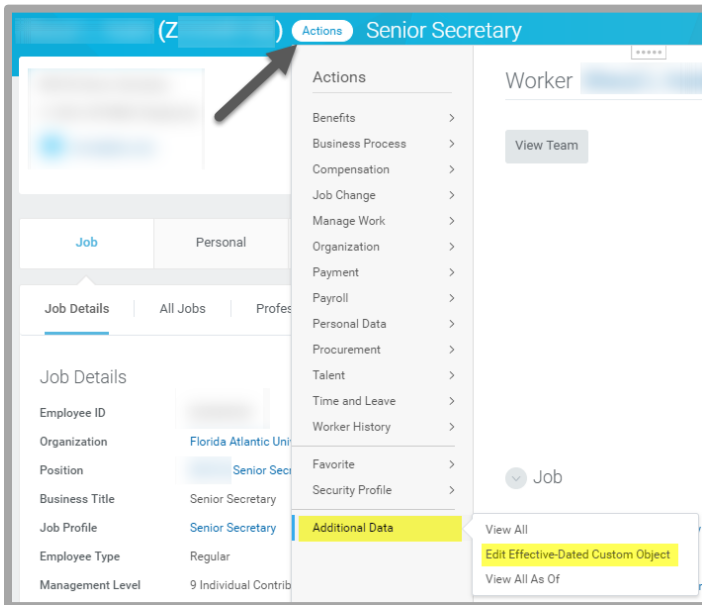 (Z ) Actions Senior Secretary
Actions
Benefits
Business Process
Compensation
Job Change
Manage Work
Organization
Payment
Payroll
Personal Data
Procurement
Talent
Time and Leave
Worker History
Favorite
Security Profile
Additional Data
View All
Edit Effective-Dated Custom Object
View All As Of
Worker
View Team
Job
Job Personal
Job Details All Jobs Profes
Job Details
Employee ID
Organization Florida Atlantic Uni
Position Senior Secr
Business Title Senior Secretary
Job Profile Senior Secretary
Employee Type Regular
Management Level 9 Individual Contrib